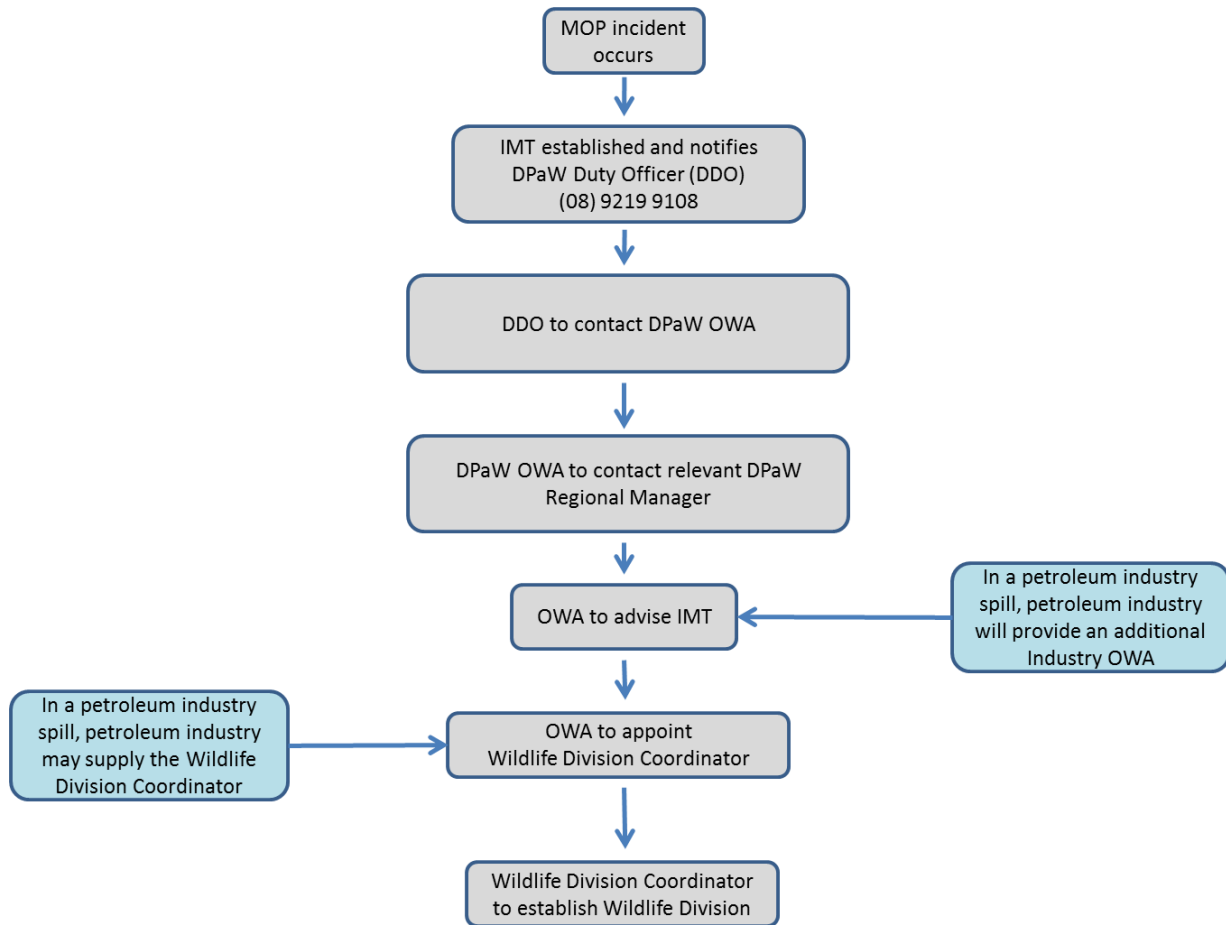 MOP incident
occurs
IMT established and notifies
DPaW Duty Officer (DDO)
(08) 9219 9108
DDO to contact DPaW OWA
DPaW OWA to contact relevant DPaW
Regional Manager
OWA to advise IMT
In a petroleum industry
spill, petroleum industry
will provide an additional
Industry OWA
In a petroleum industry
spill, petroleum industry
may supply the Wildlife
Division Coordinator
OWA to appoint
Wildlife Division Coordinator
Wildlife Division Coordinator
to establish Wildlife Division